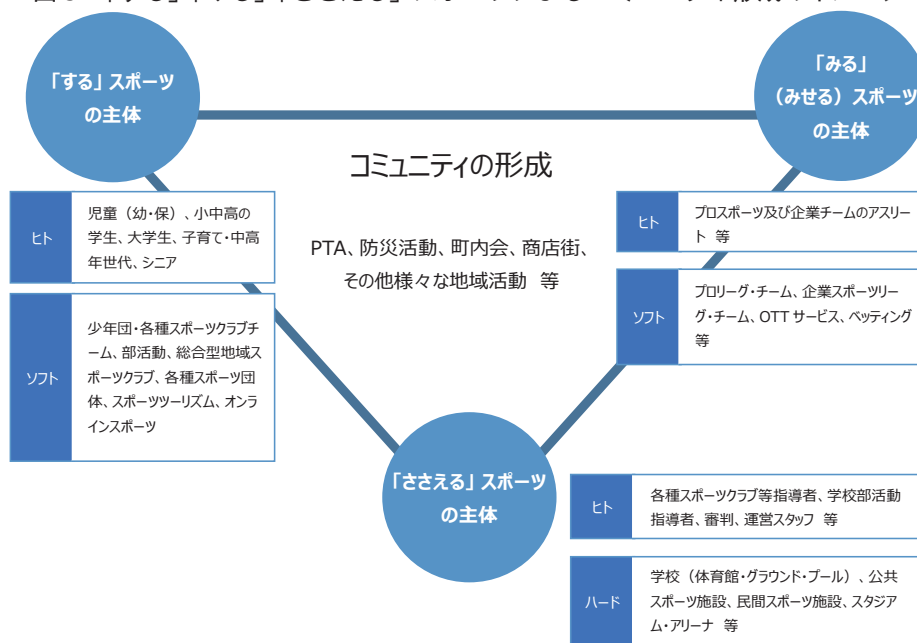 「する」スポーツ
の主体
「みる」
（みせる）スポーツ
の主体
コミュニティの形成
PTA、防災活動、町内会、商店街、
その他様々な地域活動 等
ヒト
児童（幼・保）、小中高の
学生、大学生、子育て・中高
年世代、シニア
ソフト
少年団・各種スポーツクラブチ
ーム、部活動、総合型地域ス
ポーツクラブ、各種スポーツ団
体、スポーツツーリズム、オンラ
インスポーツ
ヒト
プロスポーツ及び企業チームのアスリー
ト 等
ソフト
プロリーグ・チーム、企業スポーツリー
グ・チーム、OTT サービス、ベッティング
等
「ささえる」スポーツ
の主体
ヒト
各種スポーツクラブ等指導者、学校部活動
指導者、審判、運営スタッフ 等
ハード
学校（体育館・グラウンド・プール）、公共
スポーツ施設、民間スポーツ施設、スタジア
ム・アリーナ 等